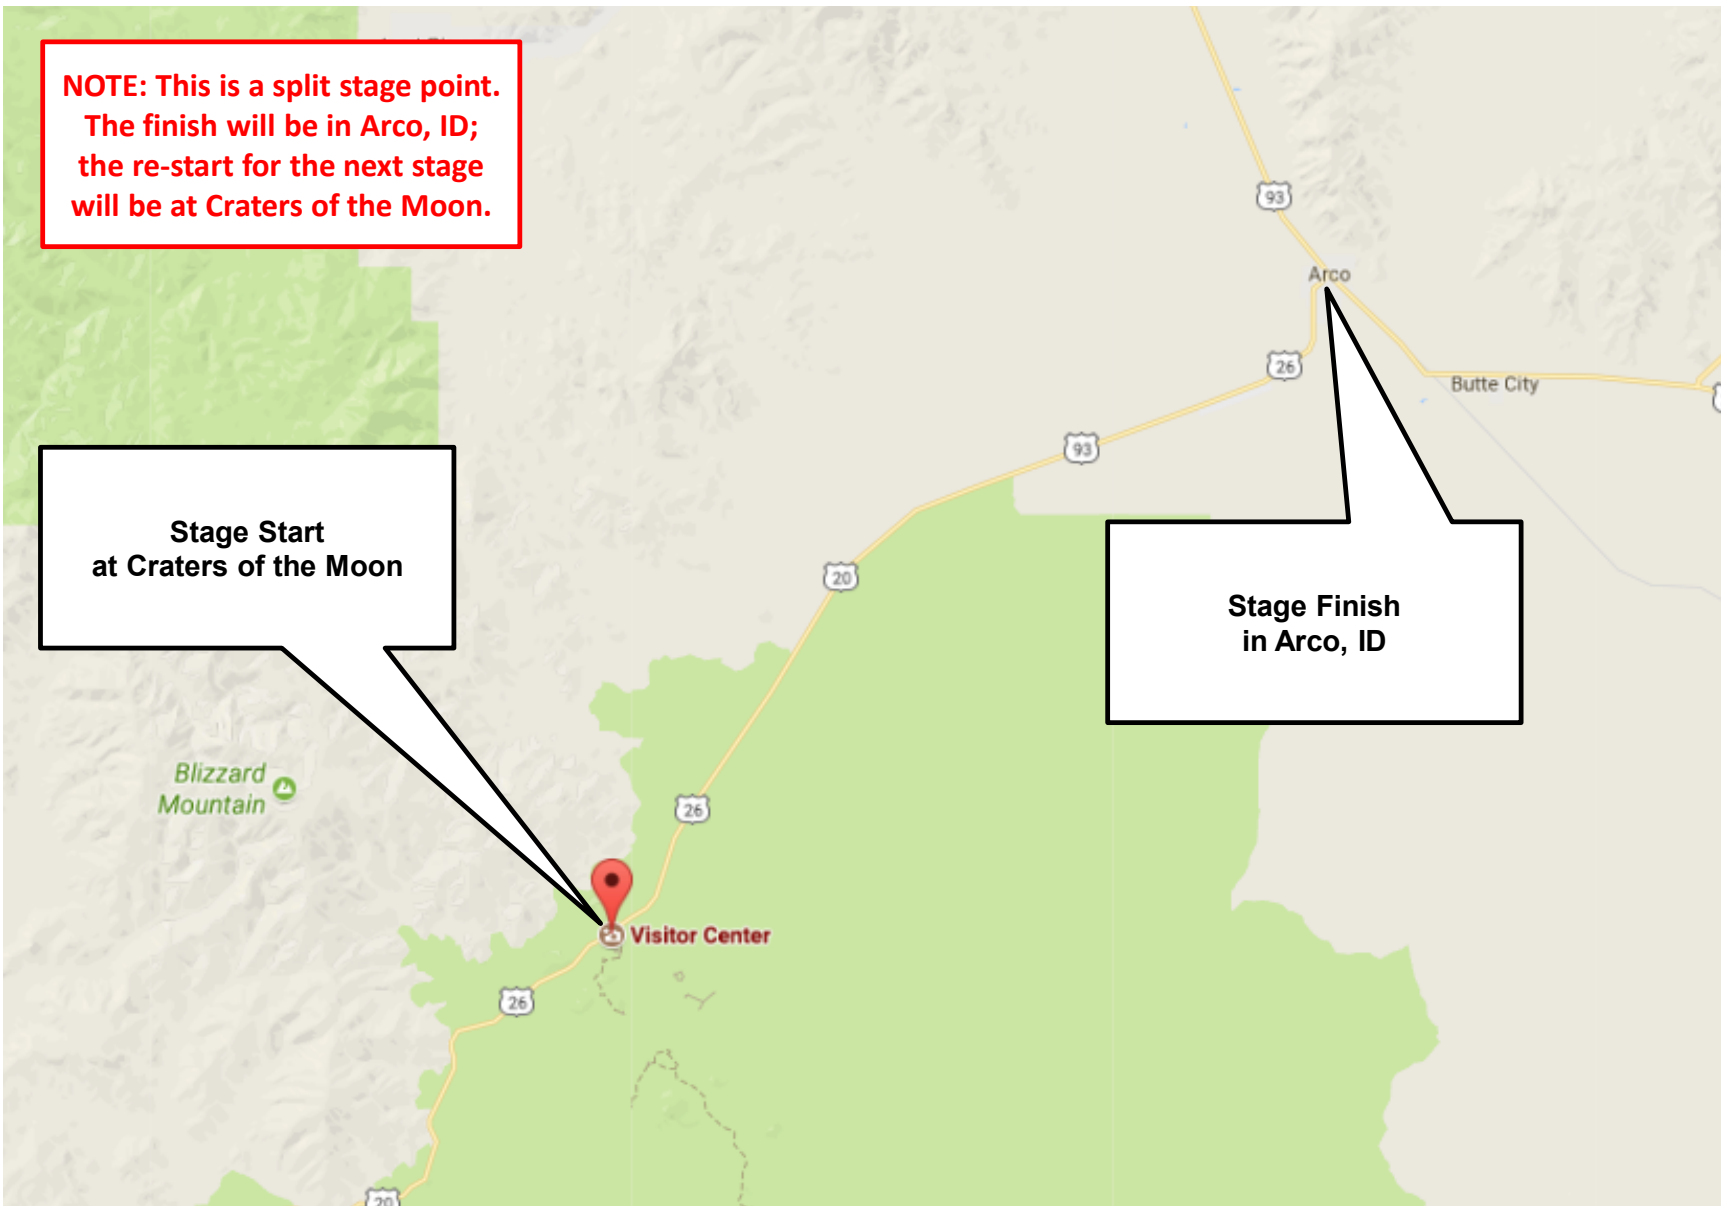 NOTE: This is a split stage point.
The finish will be in Arco, ID;
the re-start for the next stage
will be at Craters of the Moon.
93
Arco
26
Butte City
93
Stage Start
at Craters of the Moon
20
Stage Finish
in Arco, ID
Blizzard
Mountain
26
Visitor Center
26
20